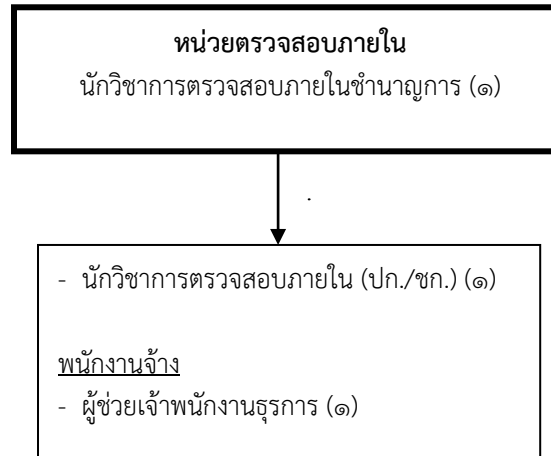 หน่วยตรวจสอบภายใน
นักวิชาการตรวจสอบภายในชำนาญการ (๑)
.
- นักวิชาการตรวจสอบภายใน (ปก./ชก.) (๑)
พนักงานจ้าง
- ผู้ช่วยเจ้าพนักงานธุรการ (๑)